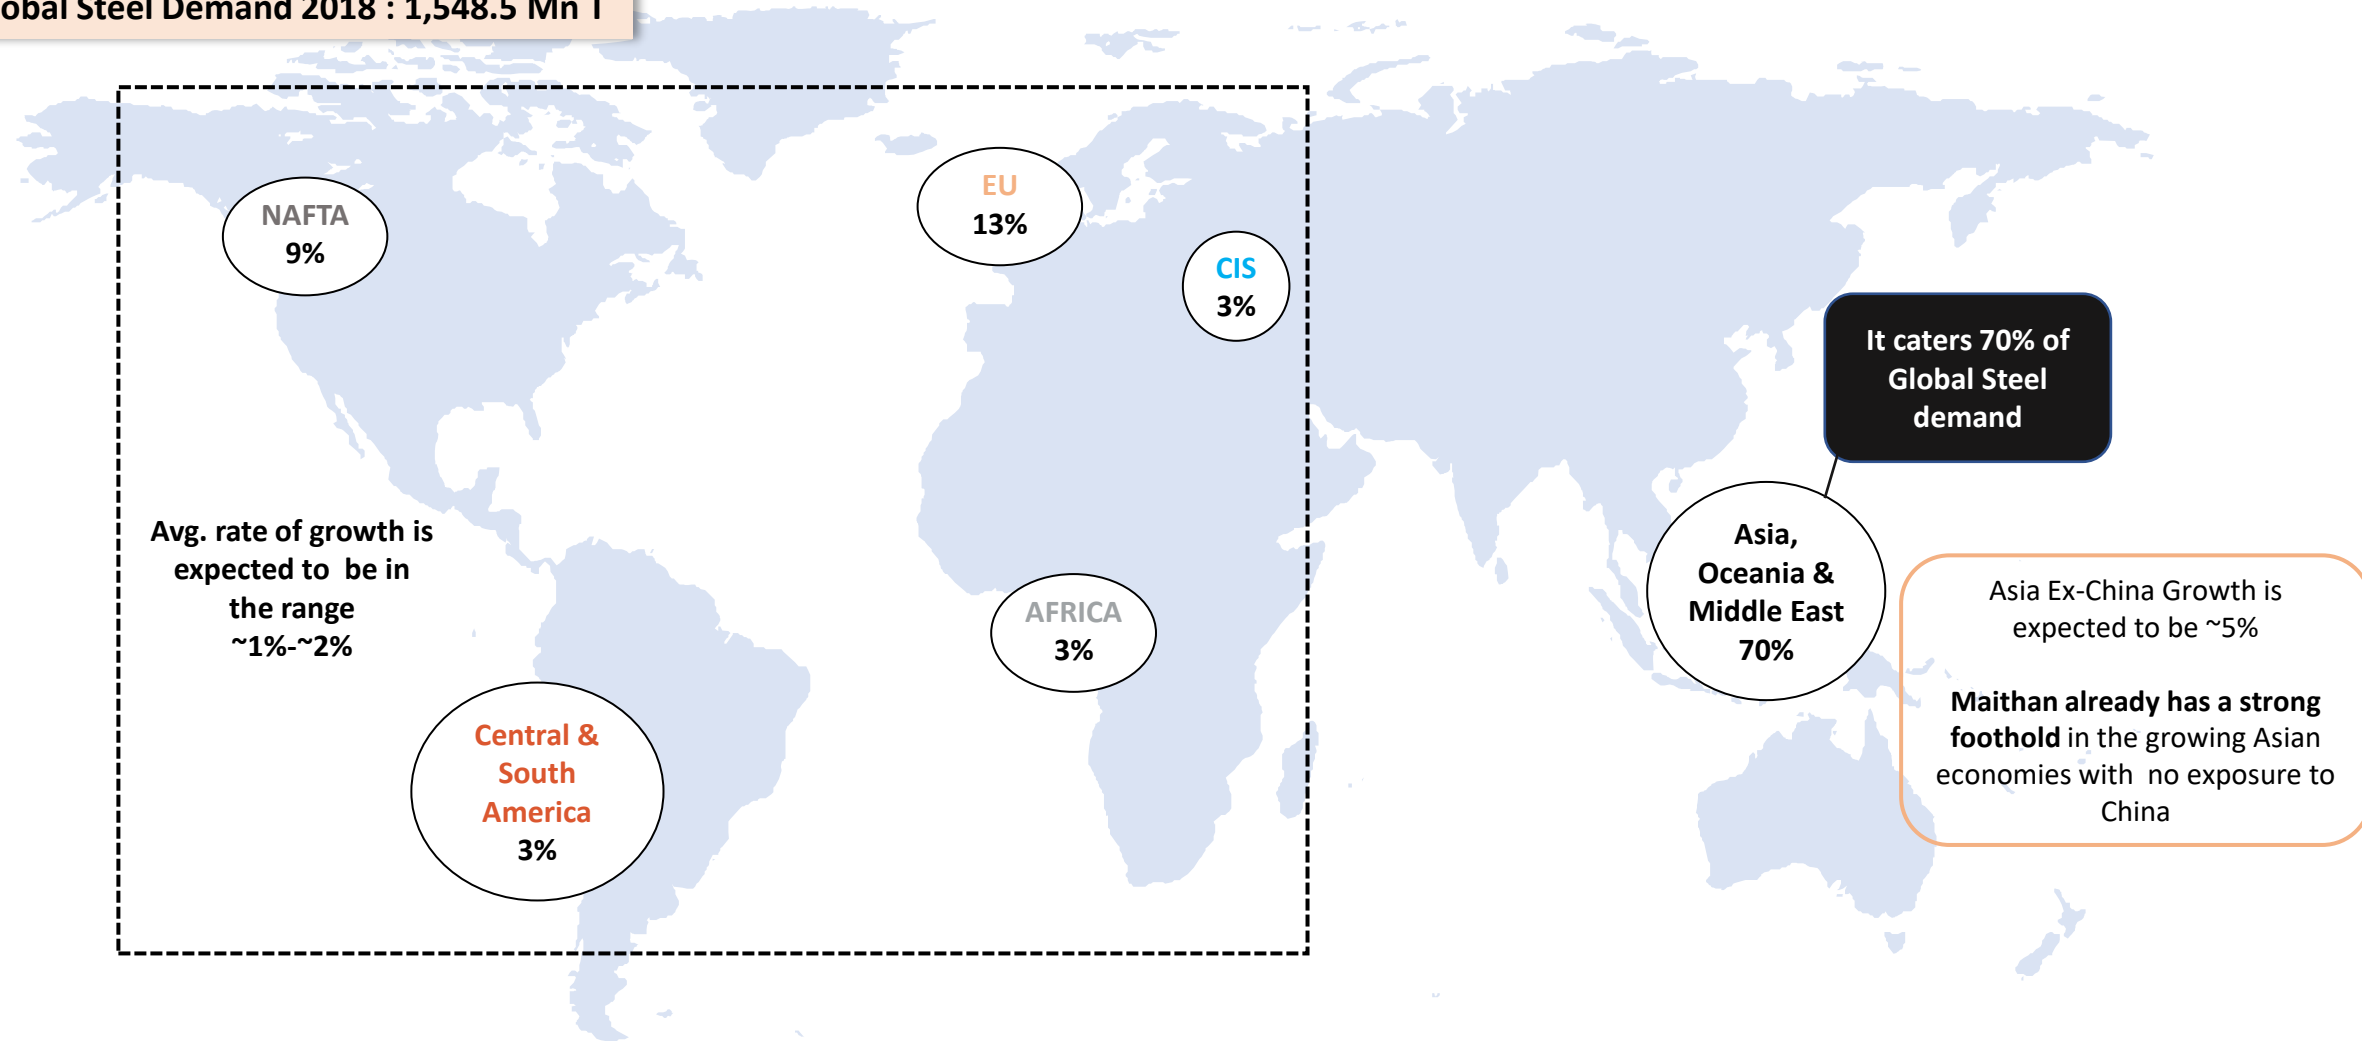 obal Steel Demand 2018 : 1,548.5 Mn T
NAFTA
9%
EU
13%
CIS
3%
It caters 70% of
Global Steel
demand
Avg. rate of growth is
expected to be in
the range
~1%-~2%
Asia,
Oceania &
Middle East
70%
AFRICA
3%
Asia Ex-China Growth is
expected to be ~5%
Maithan already has a strong
foothold in the growing Asian
economies with no exposure to
China
Central &
South
America
3%